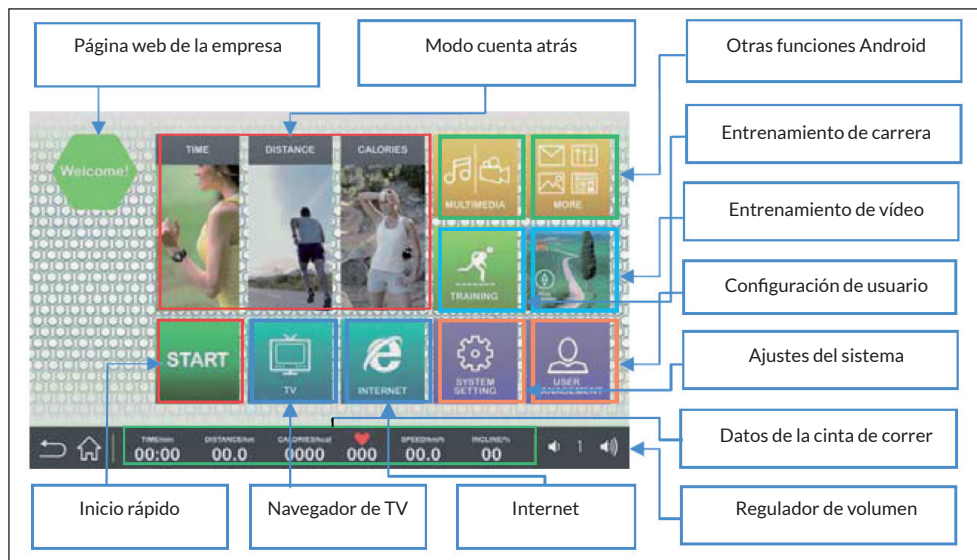 Página web de la empresa
Modo cuenta atrás
Otras funciones Android
Entrenamiento de carrera
Entrenamiento de vídeo
Configuración de usuario
Ajustes del sistema
Datos de la cinta de correr
Regulador de volumen
Welcome!
TIME
DISTANCE
CALORIES
MULTIMEDIA
MORE
TRAINING
START
TV
INTERNET
SYSTEM
SETTING
USER
MANAGEMENT
TIME/min
DISTANCE/km
CALORIES/kcal
SPEED/km/h
INCLINE/%
00:00
00.0
0000
000
00.0
00
1
Inicio rápido
Navegador de TV
Internet